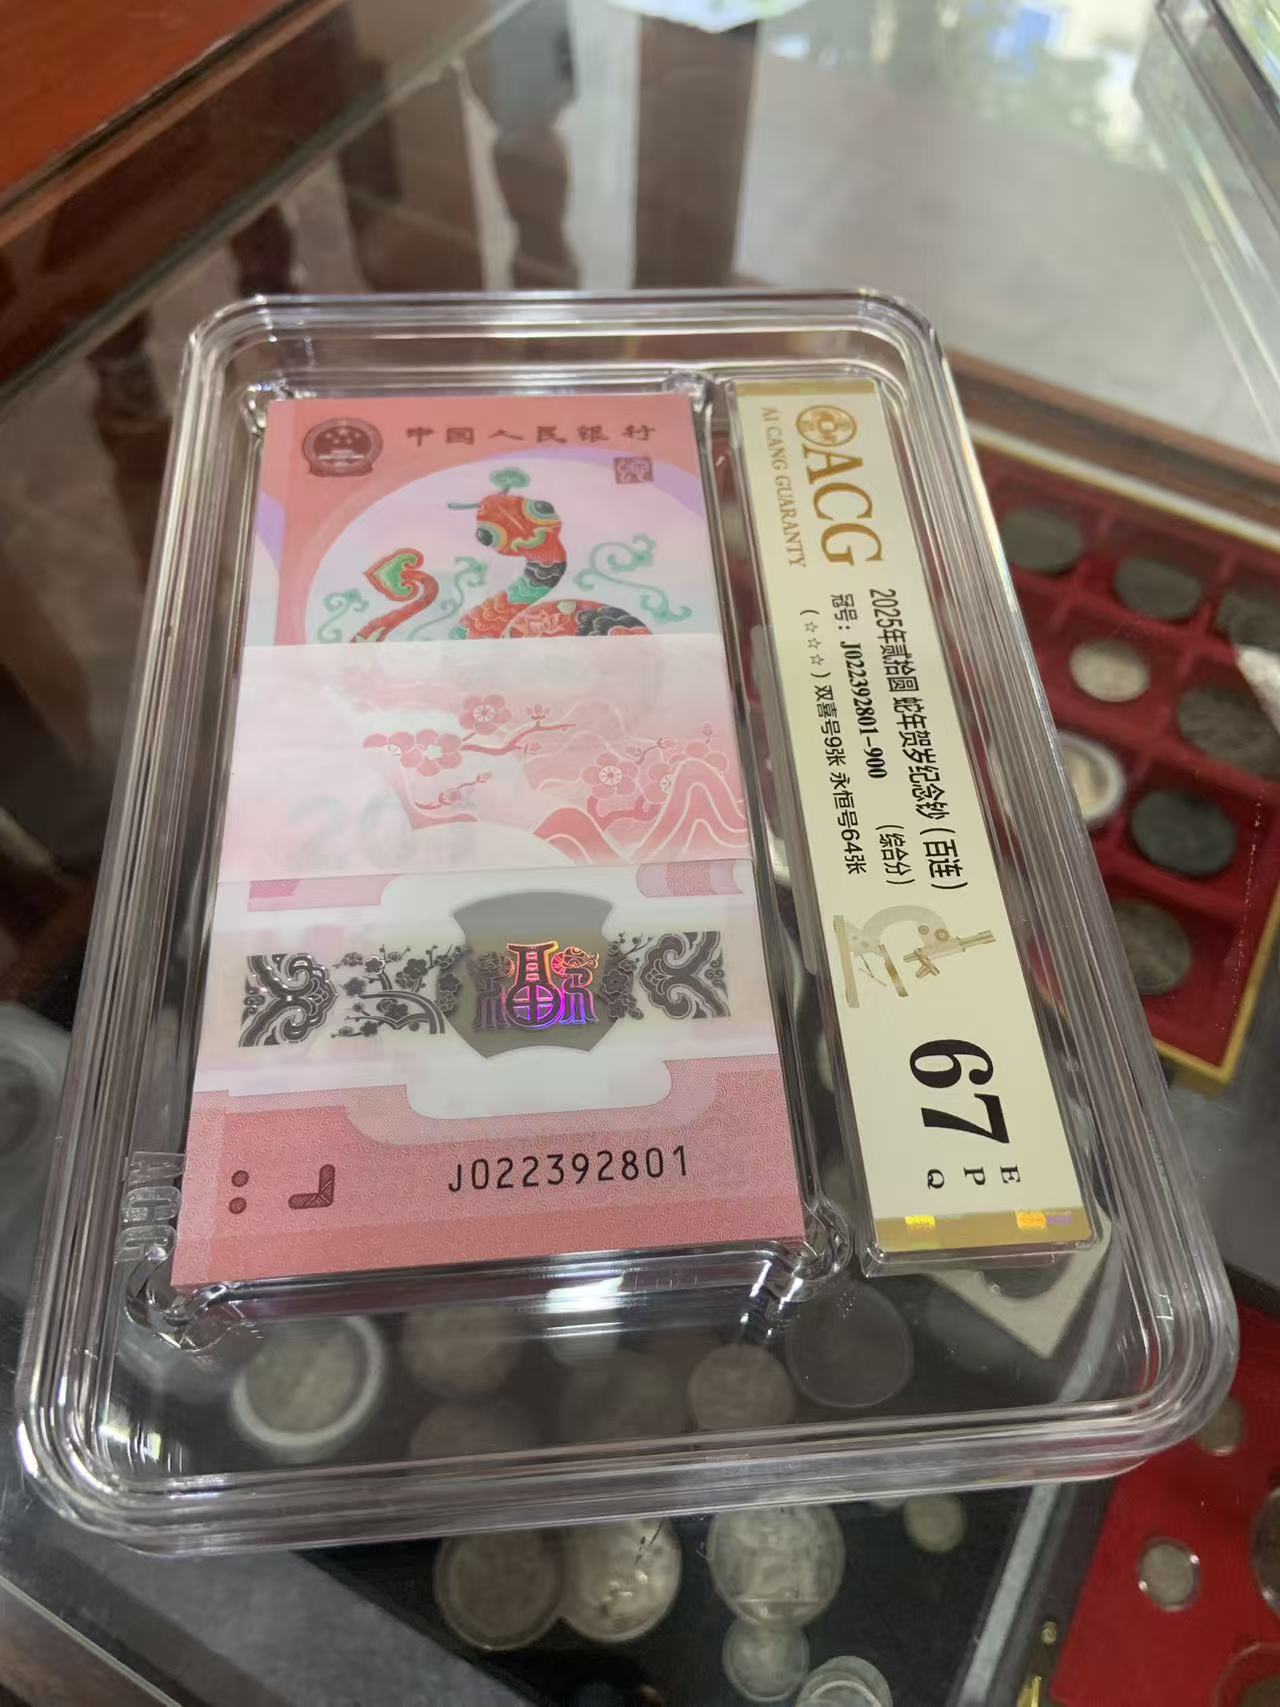 中国人民银行
20
J022392801
ACG
AI CANG GUARANTY
2025年贰拾圆 蛇年贺岁纪念钞(百连)
冠号: J022392801-900 (综合分)
(☆☆☆) 双喜号9张 永恒号64张
67
E
P
Q
ACG